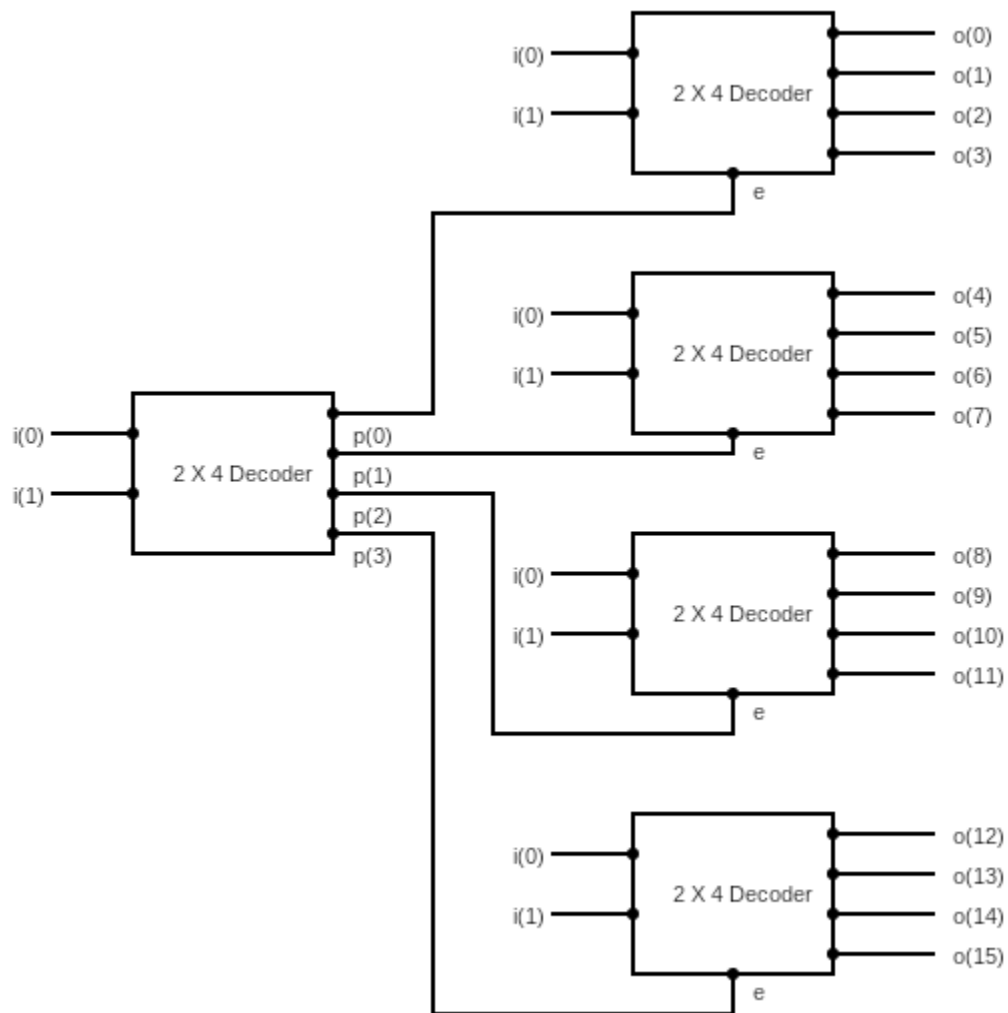 i(0)
i(1)
2 X 4 Decoder
o(0)
o(1)
o(2)
o(3)
e
i(0)
i(1)
2 X 4 Decoder
o(4)
o(5)
o(6)
o(7)
e
i(0)
i(1)
2 X 4 Decoder
p(0)
p(1)
p(2)
p(3)
i(0)
i(1)
2 X 4 Decoder
o(8)
o(9)
o(10)
o(11)
e
i(0)
i(1)
2 X 4 Decoder
o(12)
o(13)
o(14)
o(15)
e